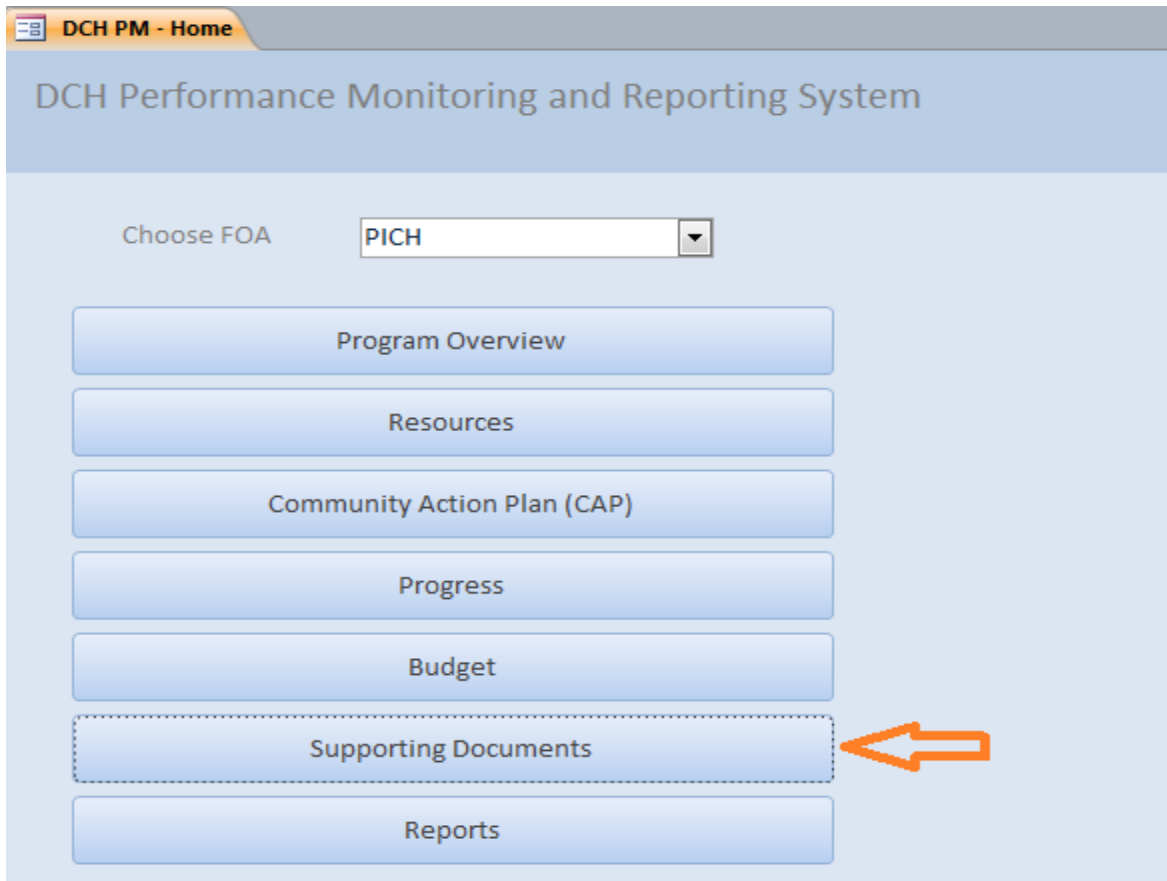 DCH PM - Home
DCH Performance Monitoring and Reporting System
Choose FOA PICH
Program Overview
Resources
Community Action Plan (CAP)
Progress
Budget
Supporting Documents
Reports